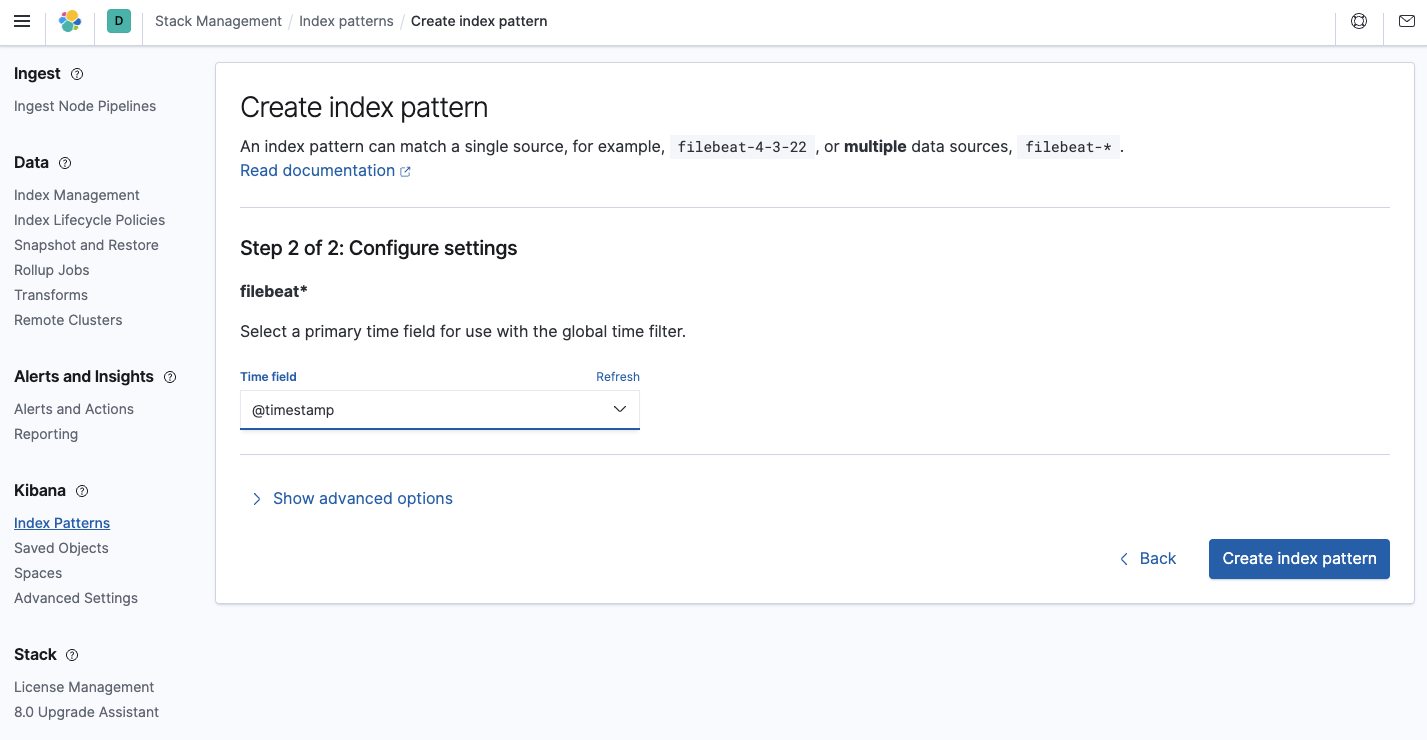 D Stack Management / Index patterns / Create index pattern
Ingest
Ingest Node Pipelines
Data
Index Management
Index Lifecycle Policies
Snapshot and Restore
Rollup Jobs
Transforms
Remote Clusters
Alerts and Insights
Alerts and Actions
Reporting
Kibana
Index Patterns
Saved Objects
Spaces
Advanced Settings
Stack
License Management
8.0 Upgrade Assistant
Create index pattern
An index pattern can match a single source, for example, filebeat-4-3-22 , or multiple data sources, filebeat-* .
Read documentation
Step 2 of 2: Configure settings
filebeat*
Select a primary time field for use with the global time filter.
Time field Refresh
@timestamp
Show advanced options
Back Create index pattern